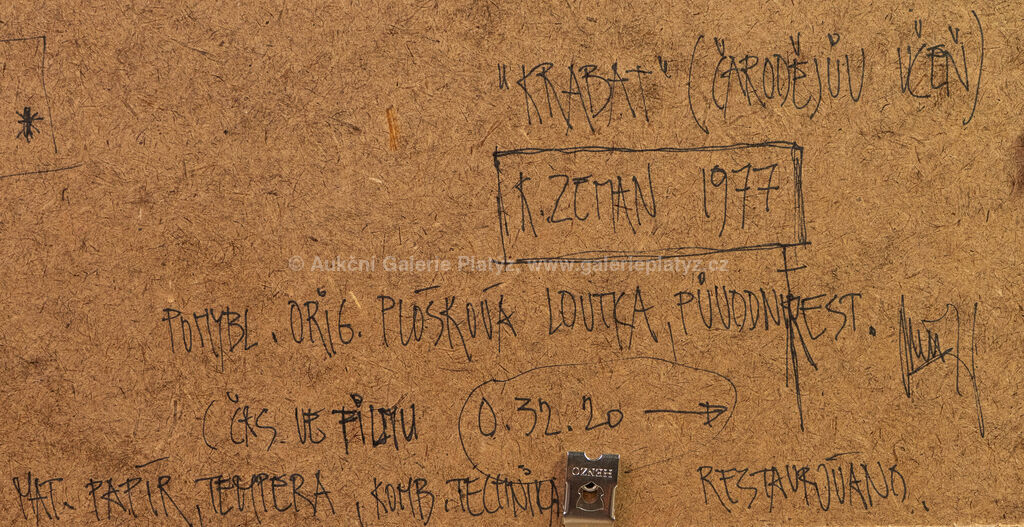 "KRABAT" (ČARODĚJŮV UČEŇ)
K. ZEMAN 1977
© Aukční Galerie Platýz, www.galerieplatyz.cz
POHYBL. ORIG. PLOŠKOVÁ LOUTKA, PŮVODNÍ REST.
(ČAS VE FILMU 0.32.20 →
HENZO
MAT. PAPÍR, TEMPERA, KOMB. TECHNIKA RESTAUROVÁNO.